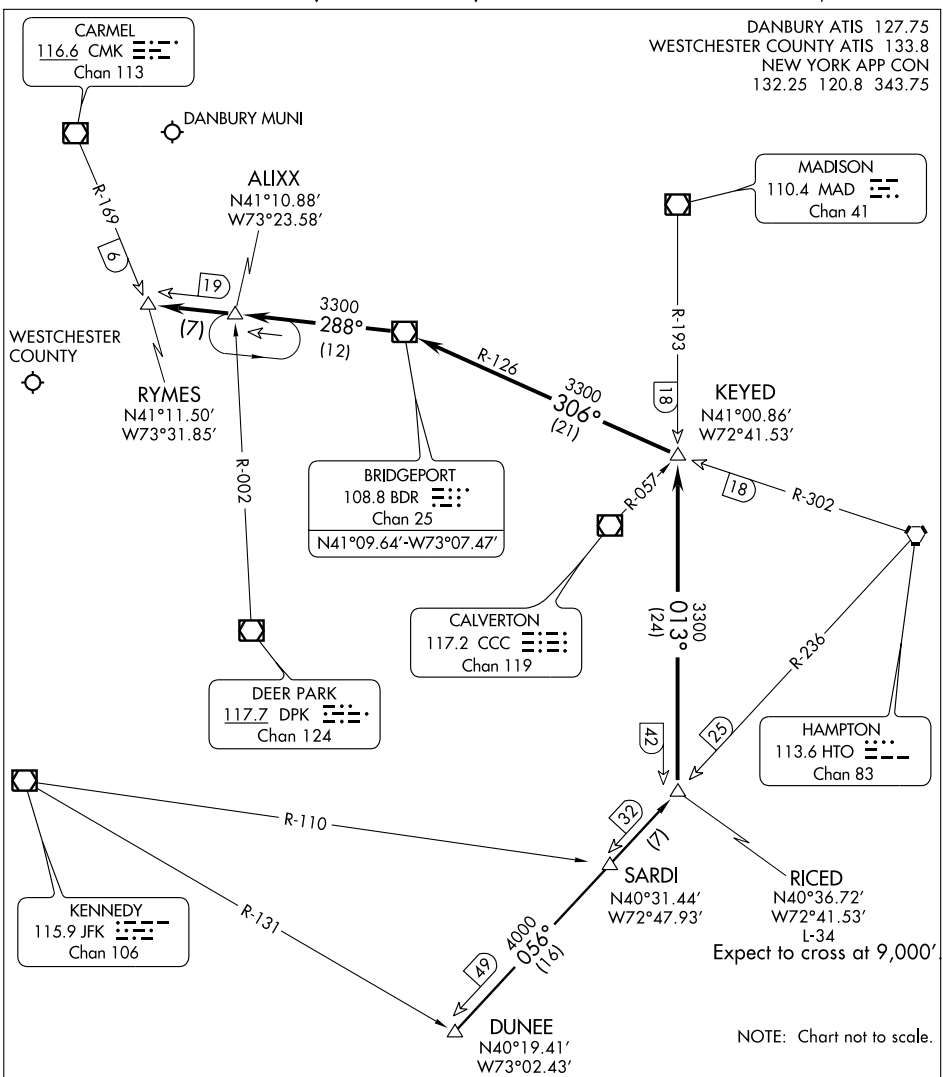 CARMEL
116.6 CMK
Chan 113
DANBURY ATIS 127.75
WESTCHESTER COUNTY ATIS 133.8
NEW YORK APP CON
132.25 120.8 343.75
DANBURY MUNI
ALIXX
N41°10.88'
W73°23.58'
MADISON
110.4 MAD
Chan 41
R-169
6
19
(7)
3300
288°
(12)
WESTCHESTER
COUNTY
RYMES
N41°11.50'
W73°31.85'
R-126
3300
306°
(21)
R-193
18
KEYED
N41°00.86'
W72°41.53'
R-002
BRIDGEPORT
108.8 BDR
Chan 25
N41°09.64'-W73°07.47'
R-057
18
R-302
CALVERTON
117.2 CCC
Chan 119
3300
013°
(24)
R-236
DEER PARK
117.7 DPK
Chan 124
42
25
HAMPTON
113.6 HTO
Chan 83
R-110
32
(7)
SARDI
N40°31.44'
W72°47.93'
RICED
N40°36.72'
W72°41.53'
L-34
Expect to cross at 9,000'.
KENNEDY
115.9 JFK
Chan 106
R-131
49
4000
056°
(16)
DUNEE
N40°19.41'
W73°02.43'
NOTE: Chart not to scale.